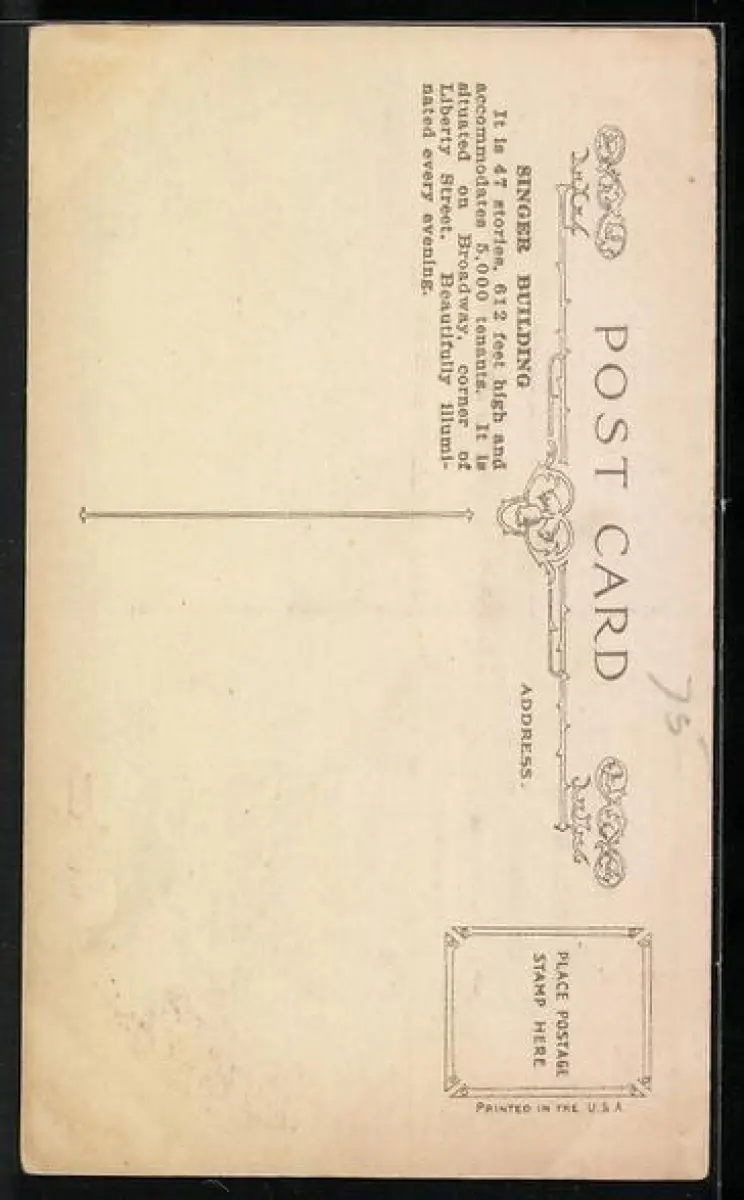 POST CARD
75
SINGER BUILDING
It is 47 stories, 612 feet high and
accommodates 5,000 tenants. It is
situated on Broadway, corner of
Liberty Street. Beautifully illumi-
nated every evening.
ADDRESS.
PLACE POSTAGE
STAMP HERE
PRINTED IN THE U.S.A.